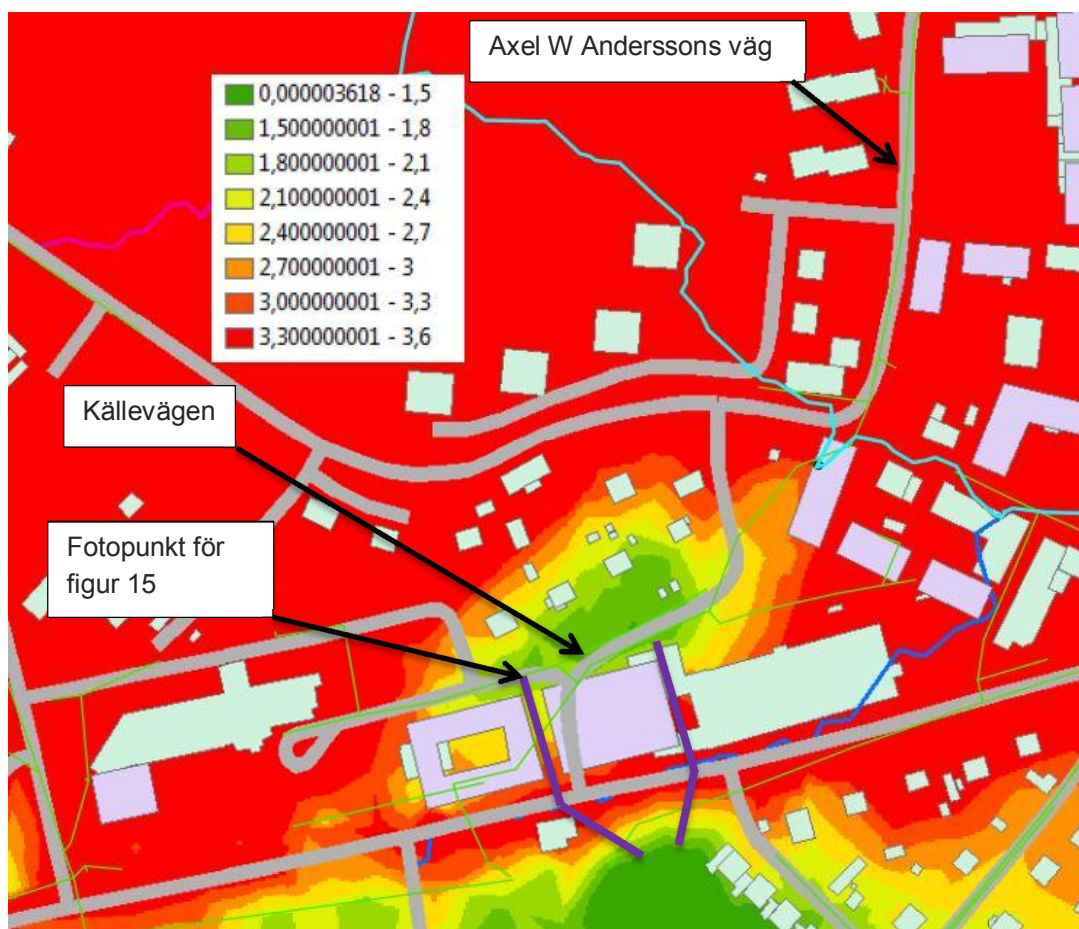 Axel W Anderssons väg
0,000003618 - 1,5
1,500000001 - 1,8
1,800000001 - 2,1
2,100000001 - 2,4
2,400000001 - 2,7
2,700000001 - 3
3,000000001 - 3,3
3,300000001 - 3,6
Källevägen
Fotopunkt för
figur 15